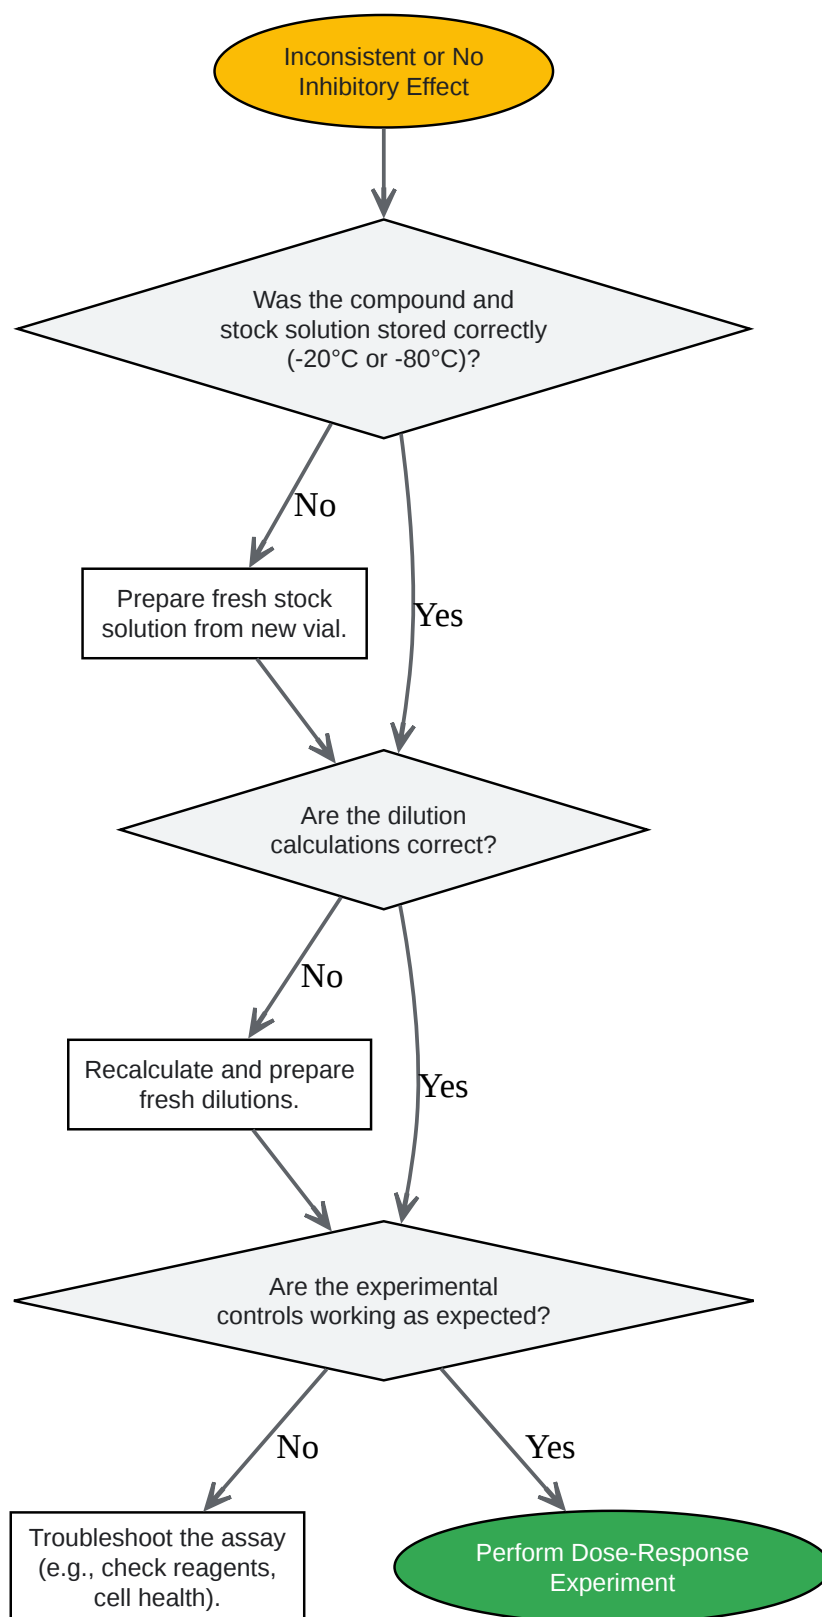 Inconsistent or No
Inhibitory Effect
Was the compound and
stock solution stored correctly
(-20°C or -80°C)?
No
Prepare fresh stock
solution from new vial.
Yes
Are the dilution
calculations correct?
No
Recalculate and prepare
fresh dilutions.
Yes
Are the experimental
controls working as expected?
No
Yes
Troubleshoot the assay
(e.g., check reagents,
cell health).
Perform Dose-Response
Experiment